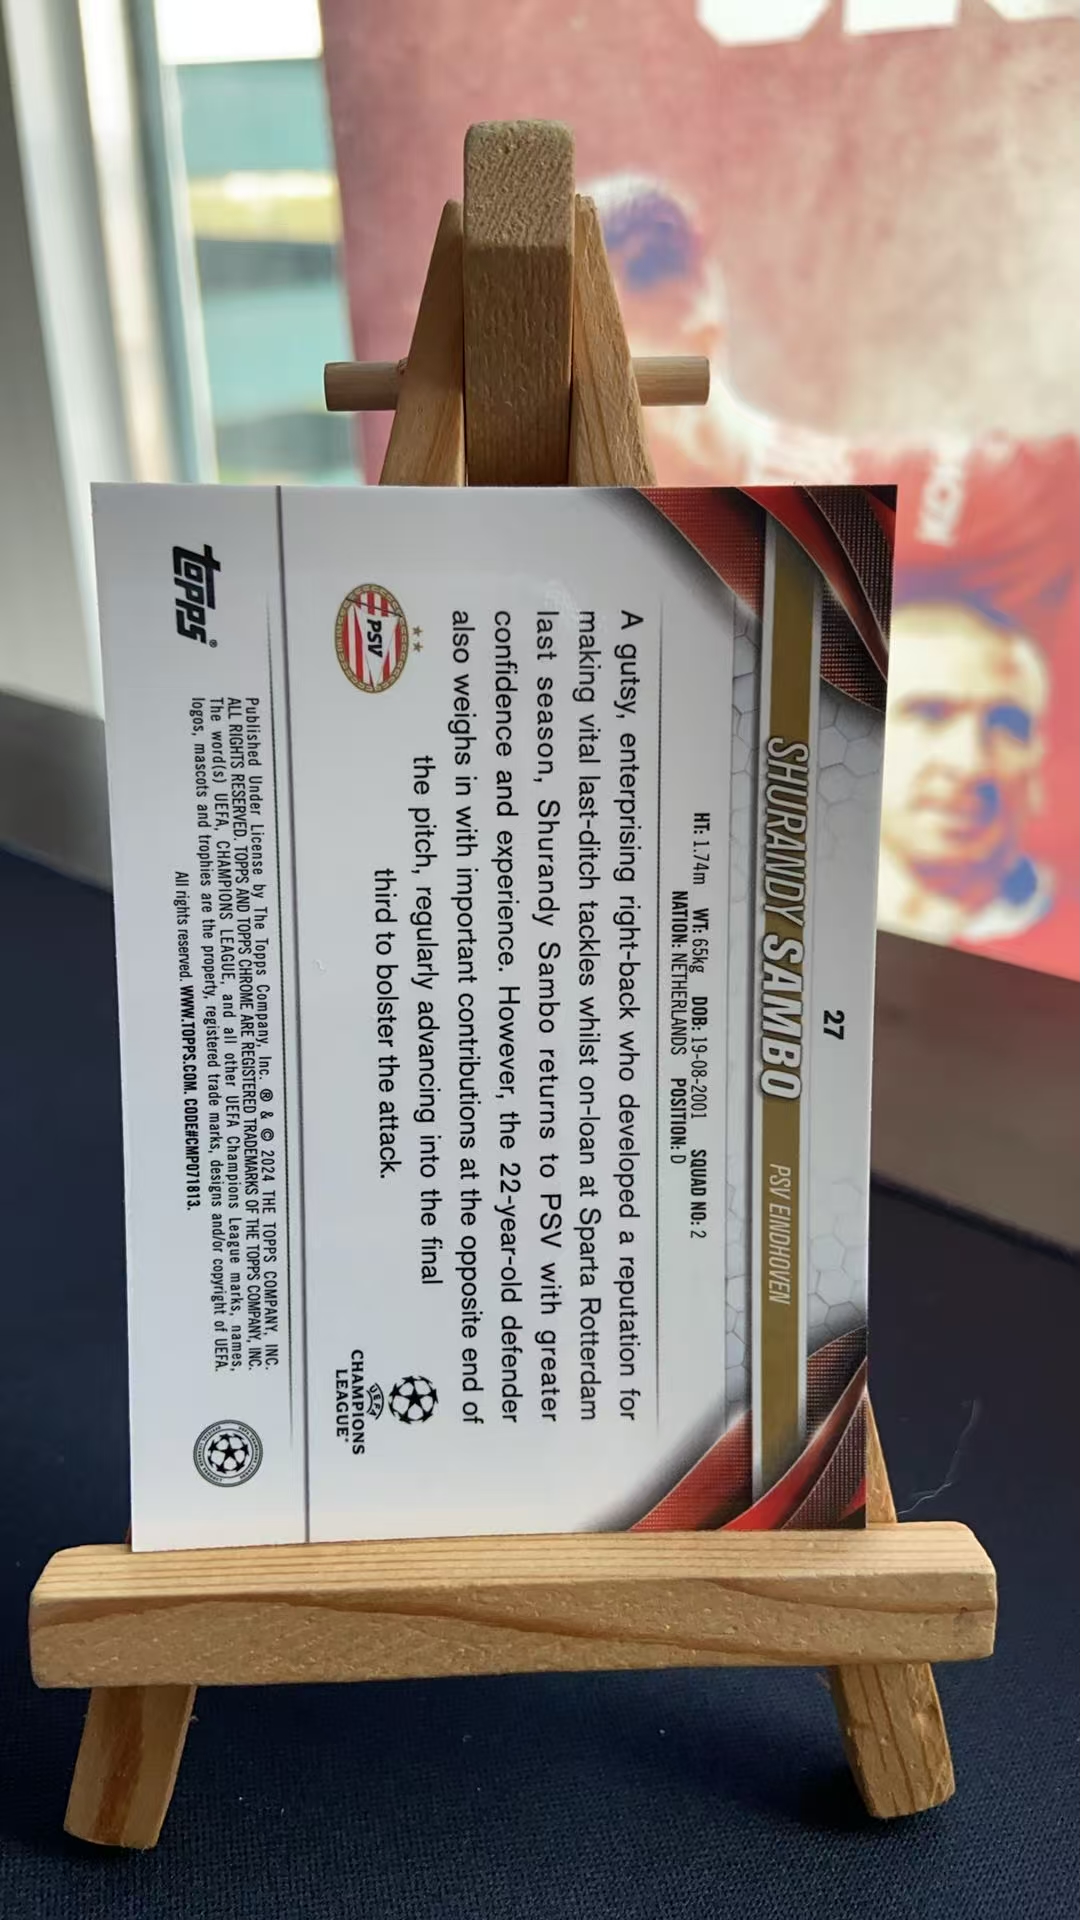 27
SHURANDY SAMBO PSV EINDHOVEN
HT: 1.74m WT: 65kg DOB: 19-08-2001 SQUAD NO: 2
NATION: NETHERLANDS POSITION: D
A gutsy, enterprising right-back who developed a reputation for
making vital last-ditch tackles whilst on-loan at Sparta Rotterdam
last season, Shurandy Sambo returns to PSV with greater
confidence and experience. However, the 22-year-old defender
also weighs in with important contributions at the opposite end of
the pitch, regularly advancing into the final
third to bolster the attack.
PSV
UEFA
CHAMPIONS
LEAGUE®
topps®
Published Under License by The Topps Company, Inc. ® & © 2024 THE TOPPS COMPANY, INC.
ALL RIGHTS RESERVED. TOPPS AND TOPPS CHROME ARE REGISTERED TRADEMARKS OF THE TOPPS COMPANY, INC.
The word(s) UEFA, CHAMPIONS LEAGUE, and all other UEFA Champions League marks, names,
logos, mascots and trophies are the property, registered trade marks, designs and/or copyright of UEFA.
All rights reserved. WWW.TOPPS.COM. CODE#CMP071813.